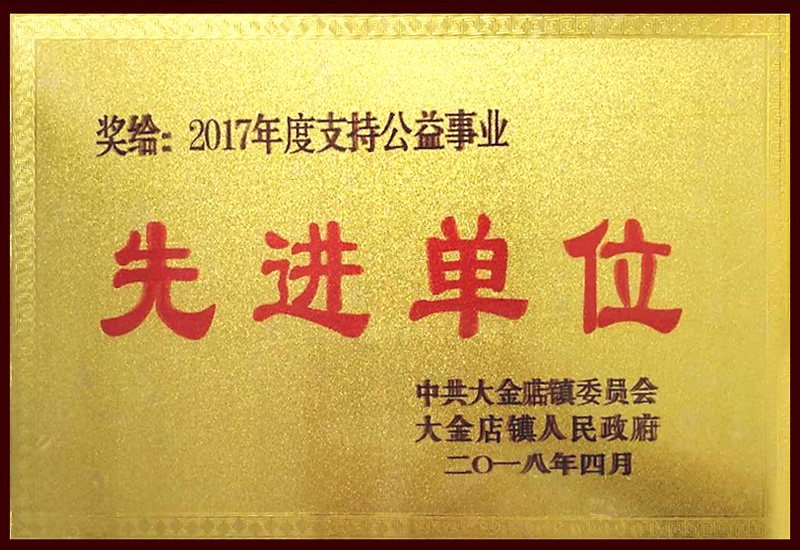 奖给：2017年度支持公益事业
先进单位
中共大金店镇委员会
大金店镇人民政府
二〇一八年四月